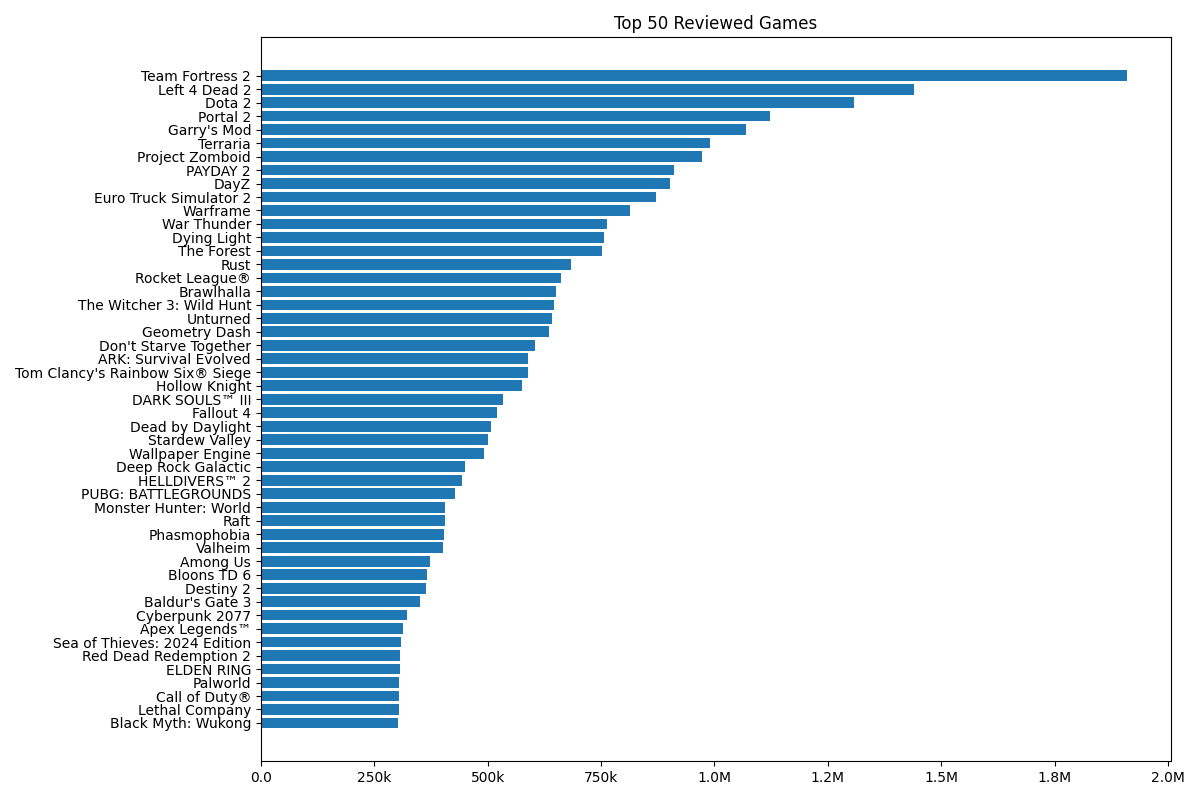 Top 50 Reviewed Games
Team Fortress 2
Left 4 Dead 2
Dota 2
Portal 2
Garry's Mod
Terraria
Project Zomboid
PAYDAY 2
DayZ
Euro Truck Simulator 2
Warframe
War Thunder
Dying Light
The Forest
Rust
Rocket League®
Brawlhalla
The Witcher 3: Wild Hunt
Unturned
Geometry Dash
Don't Starve Together
ARK: Survival Evolved
Tom Clancy's Rainbow Six® Siege
Hollow Knight
DARK SOULS™ III
Fallout 4
Dead by Daylight
Stardew Valley
Wallpaper Engine
Deep Rock Galactic
HELLDIVERS™ 2
PUBG: BATTLEGROUNDS
Monster Hunter: World
Raft
Phasmophobia
Valheim
Among Us
Bloons TD 6
Destiny 2
Baldur's Gate 3
Cyberpunk 2077
Apex Legends™
Sea of Thieves: 2024 Edition
Red Dead Redemption 2
ELDEN RING
Palworld
Call of Duty®
Lethal Company
Black Myth: Wukong
0.0 250k 500k 750k 1.0M 1.2M 1.5M 1.8M 2.0M